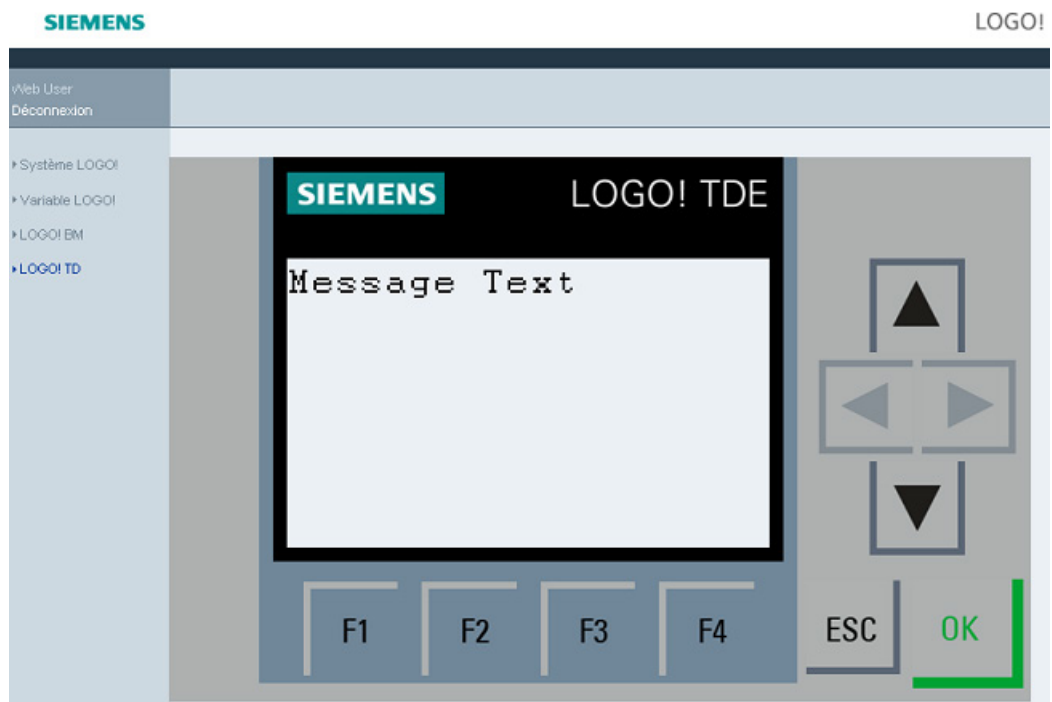 SIEMENS
LOGO!
Web User
Déconnexion
Système LOGO!
Variable LOGO!
LOGO! BM
LOGO! TD
SIEMENS
LOGO! TDE
Message Text
F1
F2
F3
F4
ESC
OK